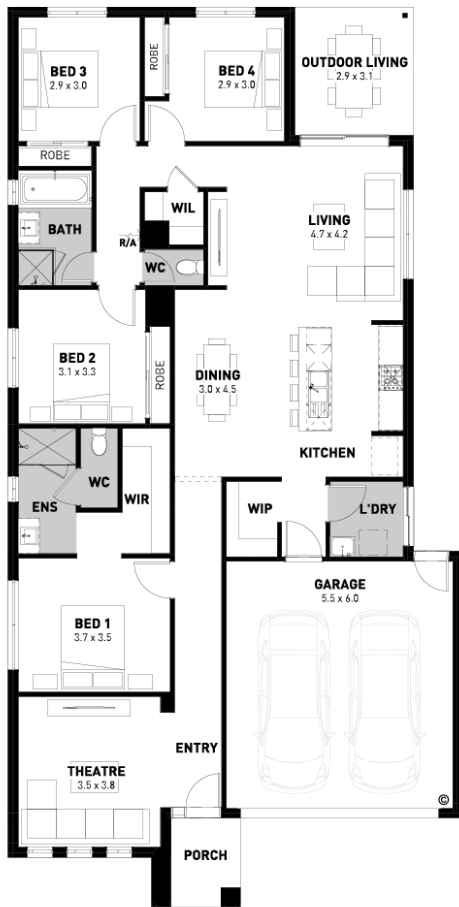 BED 3
2.9 x 3.0
ROBE
BED 4
2.9 x 3.0
OUTDOOR LIVING
2.9 x 3.1
ROBE
BATH
WIL
LIVING
4.7 x 4.2
R/A
WC
BED 2
3.1 x 3.3
ROBE
DINING
3.0 x 4.5
KITCHEN
ENS
WC
WIR
WIP
L'DRY
GARAGE
5.5 x 6.0
BED 1
3.7 x 3.5
ENTRY
THEATRE
3.5 x 3.8
©
PORCH